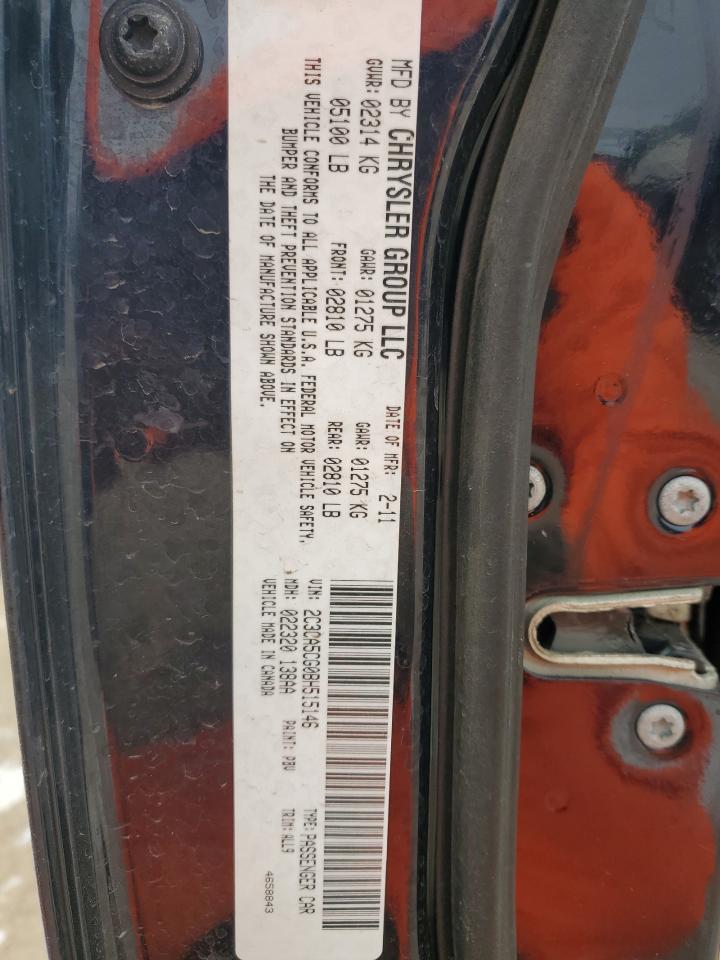 MFD BY CHRYSLER GROUP LLC
DATE OF MFR: 2-11
GVWR: 02314 KG GAWR: 01275 KG GAWR: 01275 KG
05100 LB FRONT: 02810 LB REAR: 02810 LB
THIS VEHICLE CONFORMS TO ALL APPLICABLE U.S.A. FEDERAL MOTOR VEHICLE SAFETY,
BUMPER AND THEFT PREVENTION STANDARDS IN EFFECT ON
THE DATE OF MANUFACTURE SHOWN ABOVE.
VIN: 2C3CA5CG0BH515146 TYPE: PASSENGER CAR
MDH: 022320 138AA PAINT: PBV TRIM: ALL9
VEHICLE MADE IN CANADA
4658843